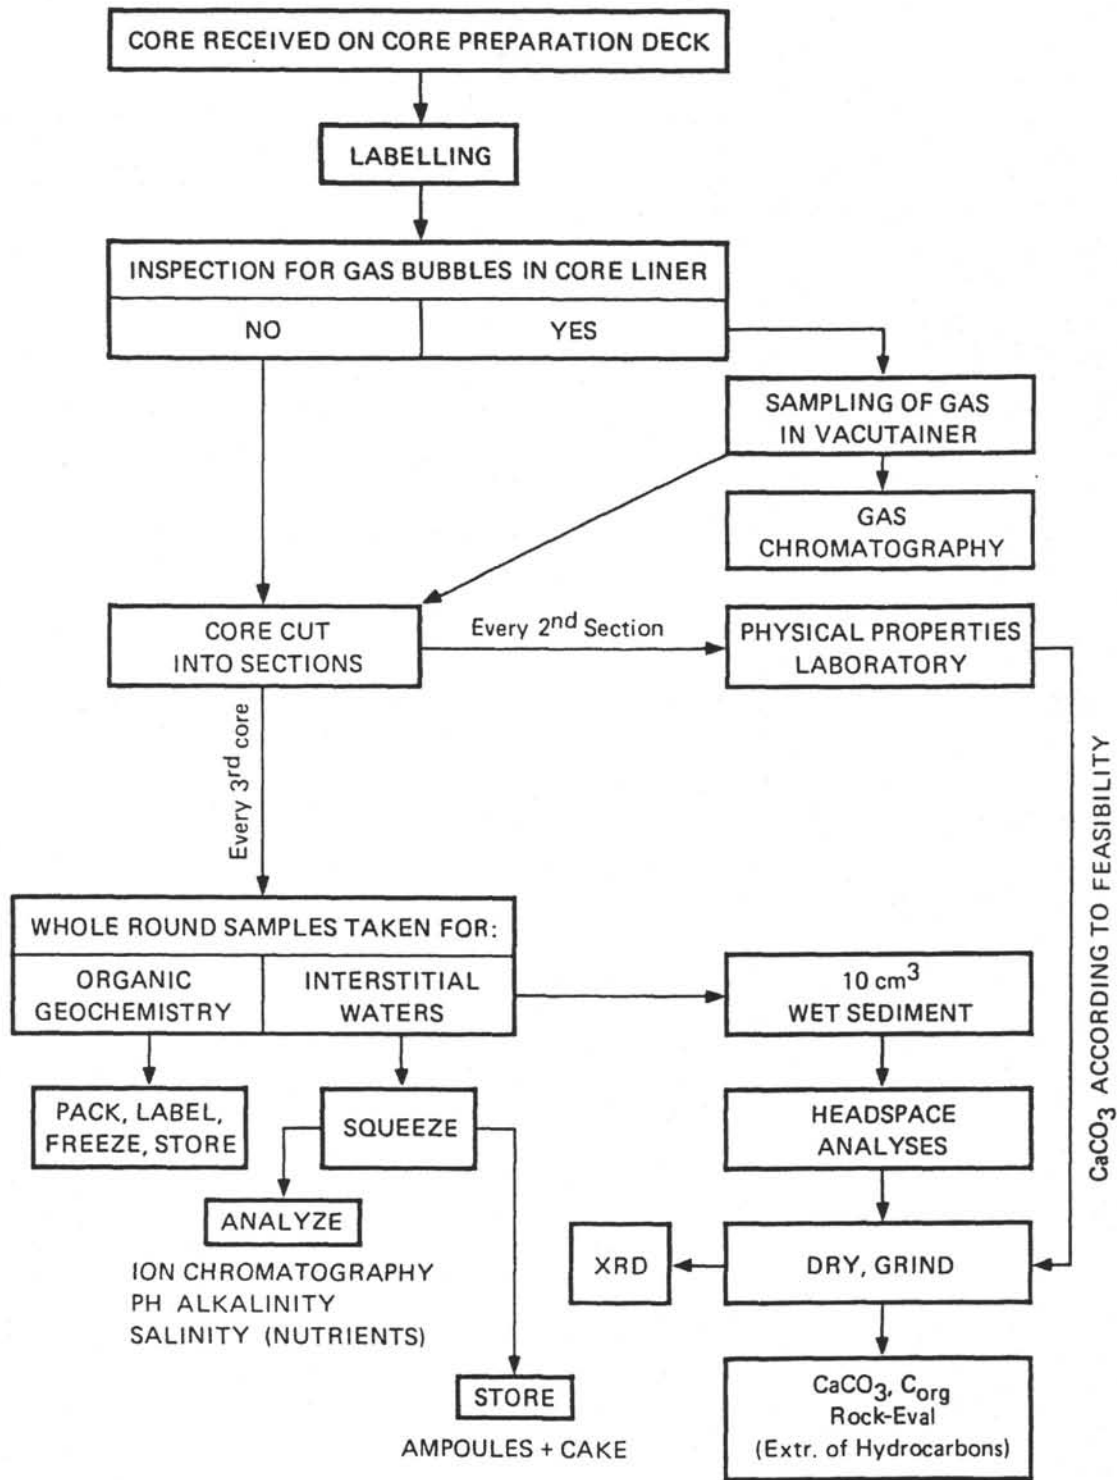 CORE RECEIVED ON CORE PREPARATION DECK
LABELLING
INSPECTION FOR GAS BUBBLES IN CORE LINER
NO
YES
SAMPLING OF GAS
IN VACUTAINER
GAS
CHROMATOGRAPHY
CORE CUT
INTO SECTIONS
Every 2nd Section
PHYSICAL PROPERTIES
LABORATORY
Every 3rd core
CaCO3 ACCORDING TO FEASIBILITY
WHOLE ROUND SAMPLES TAKEN FOR:
ORGANIC
GEOCHEMISTRY
INTERSTITIAL
WATERS
10 cm3
WET SEDIMENT
PACK, LABEL,
FREEZE, STORE
SQUEEZE
HEADSPACE
ANALYSES
ANALYZE
ION CHROMATOGRAPHY
PH ALKALINITY
SALINITY (NUTRIENTS)
XRD
DRY, GRIND
STORE
AMPOULES + CAKE
CaCO3, Corg
Rock-Eval
(Extr. of Hydrocarbons)